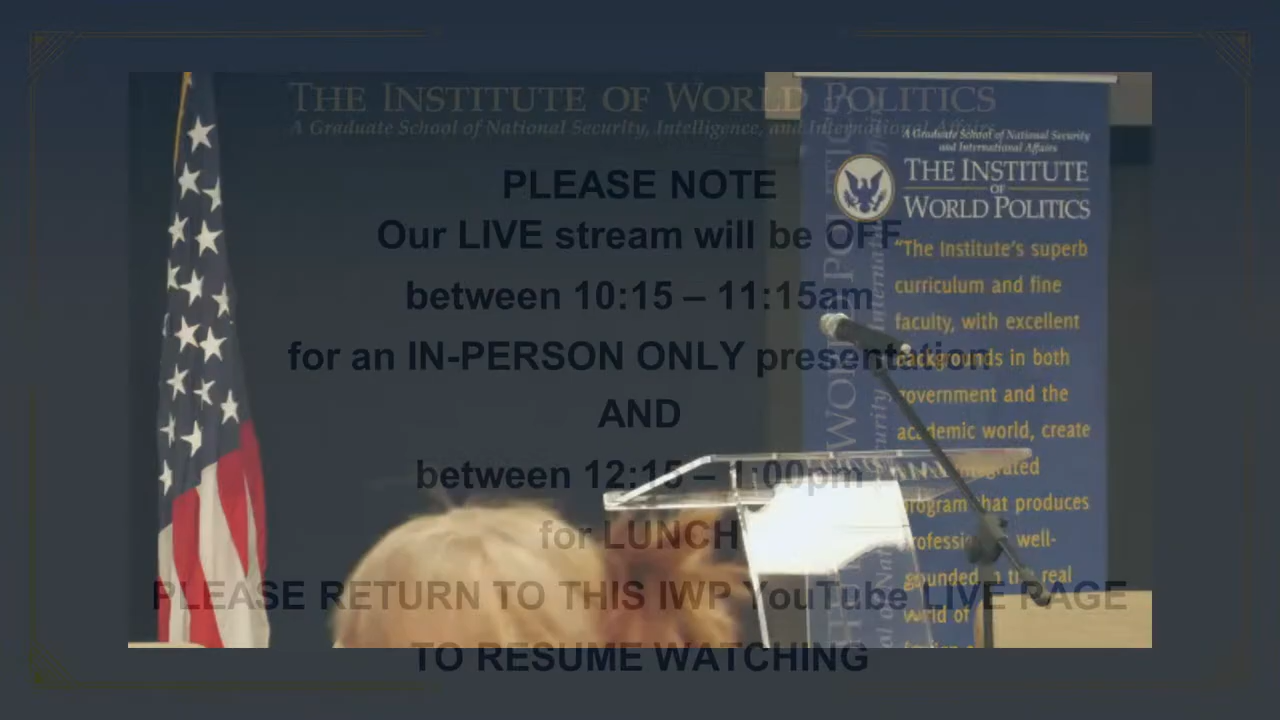 THE INSTITUTE OF WORLD POLITICS
A Graduate School of National Security, Intelligence, and International Affairs
PLEASE NOTE
Our LIVE stream will be OFF
between 10:15 – 11:15am
for an IN-PERSON ONLY presentation
AND
between 12:15 – 1:00pm
for LUNCH
PLEASE RETURN TO THIS IWP YouTube LIVE PAGE
TO RESUME WATCHING
A Graduate School of National Security
and International Affairs
THE INSTITUTE
OF
WORLD POLITICS
"The Institute's superb
curriculum and fine
faculty, with excellent
backgrounds in both
government and the
academic world, create
an integrated
program that produces
well-
grounded in the real
world of